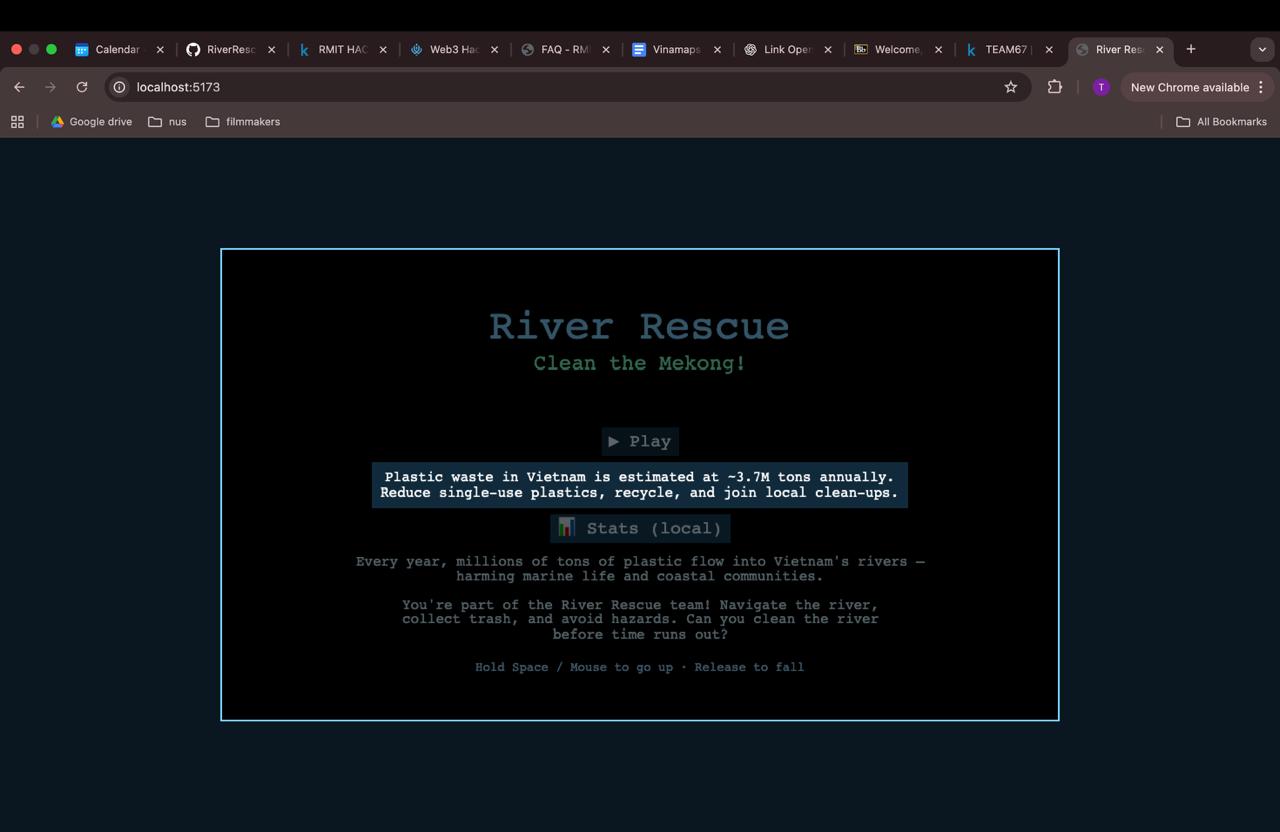 Calendar
RiverResc
RMIT HAC
Web3 Hac
FAQ - RMI
Vinamaps
Link Open
Welcome,
TEAM67 |
River Res
localhost:5173
T
New Chrome available
Google drive
nus
filmmakers
All Bookmarks
River Rescue
Clean the Mekong!
▶ Play
Plastic waste in Vietnam is estimated at ~3.7M tons annually.
Reduce single-use plastics, recycle, and join local clean-ups.
📊 Stats (local)
Every year, millions of tons of plastic flow into Vietnam's rivers —
harming marine life and coastal communities.
You're part of the River Rescue team! Navigate the river,
collect trash, and avoid hazards. Can you clean the river
before time runs out?
Hold Space / Mouse to go up · Release to fall